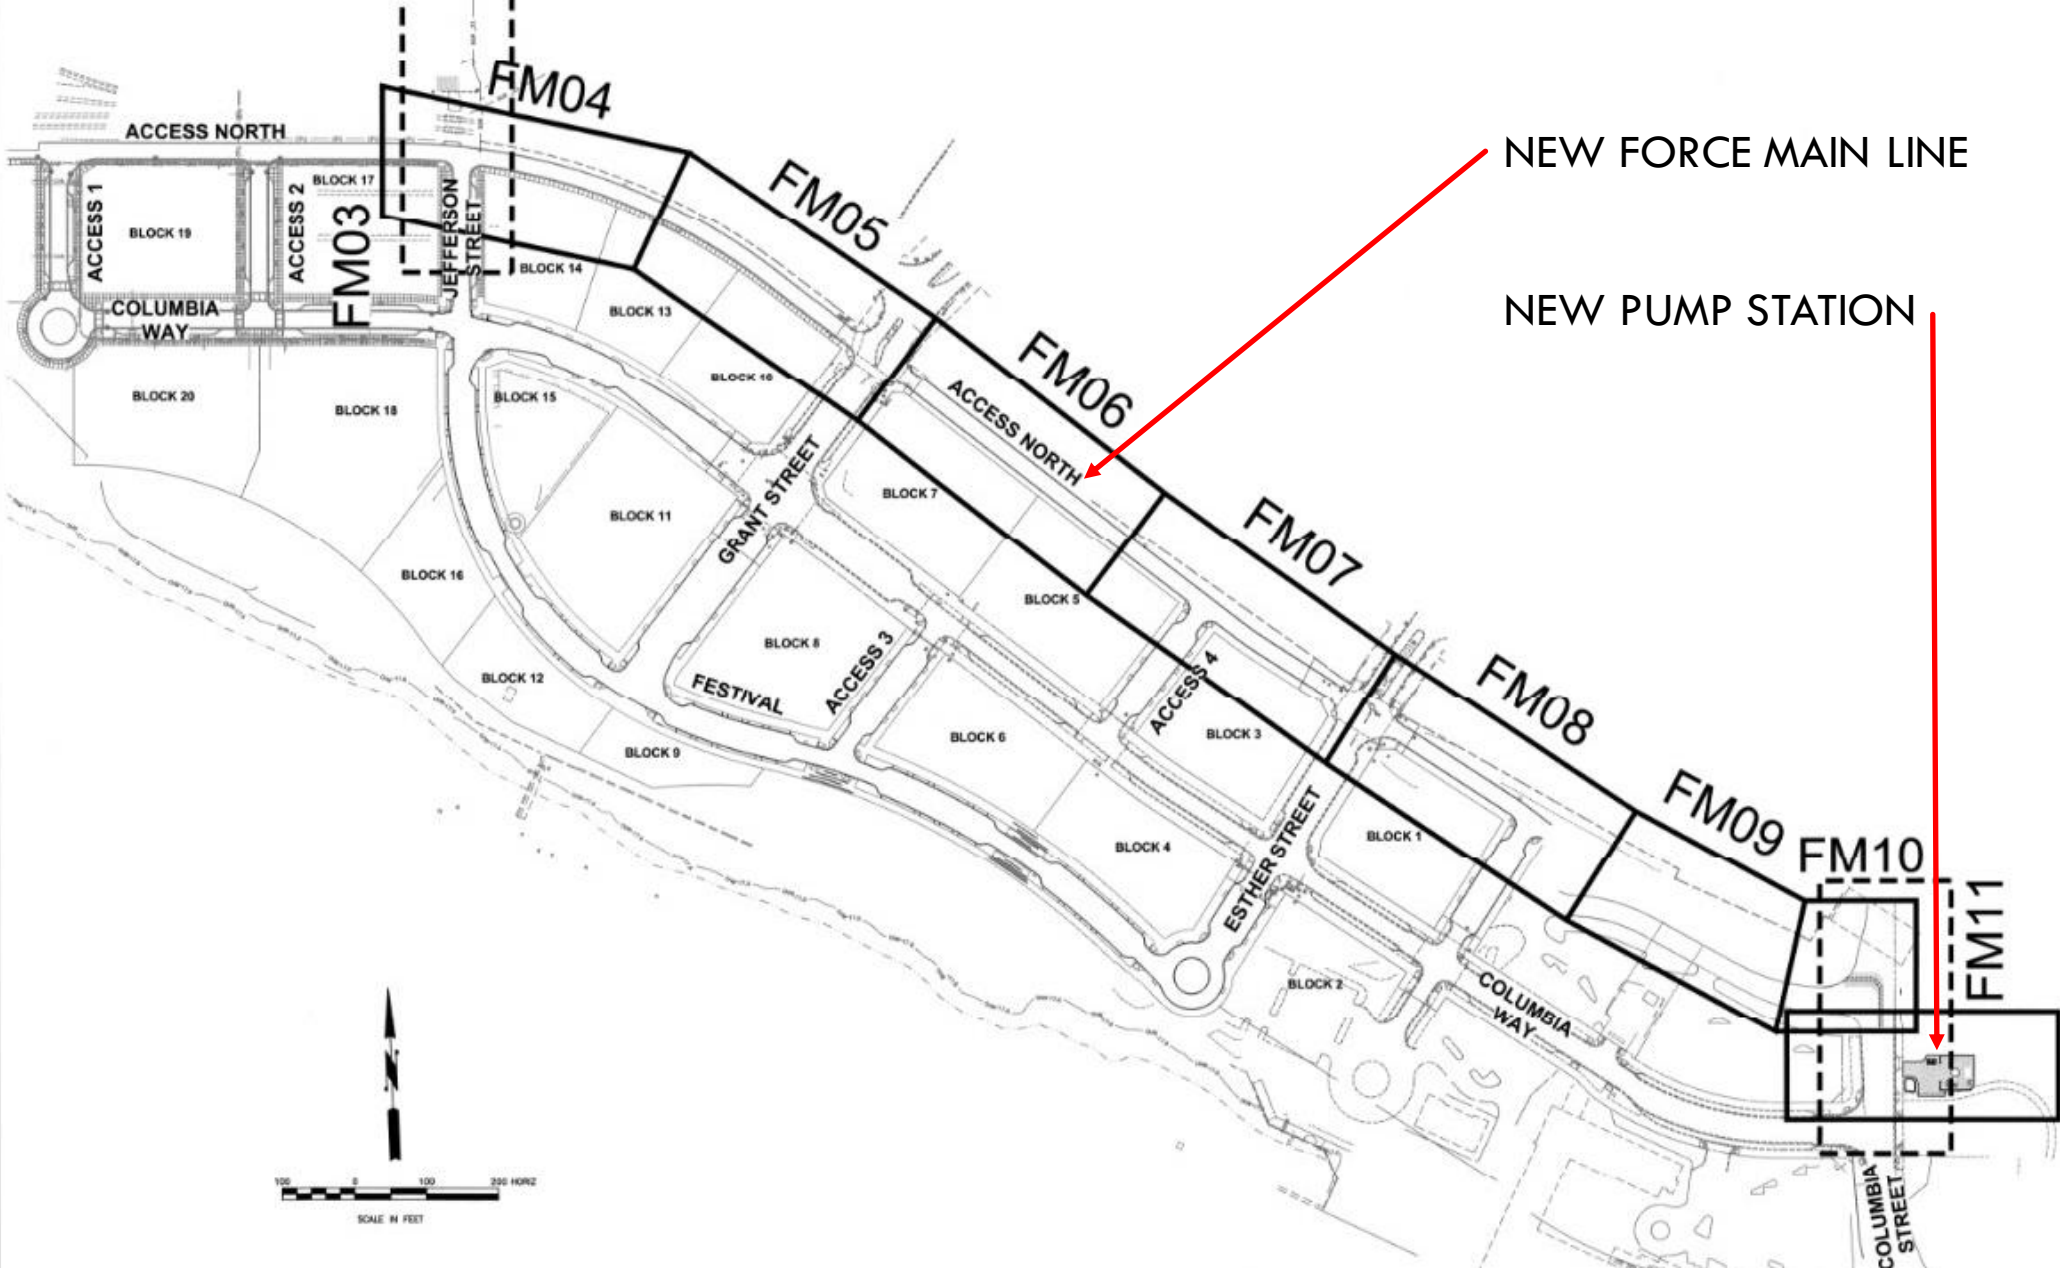 FM04
ACCESS NORTH
NEW FORCE MAIN LINE
FM05
BLOCK 17
ACCESS 1
ACCESS 2
JEFFERSON
STREET
BLOCK 19
FM03
BLOCK 14
COLUMBIA
WAY
BLOCK 13
NEW PUMP STATION
FM06
BLOCK 10
ACCESS NORTH
BLOCK 20
BLOCK 18
BLOCK 15
GRANT STREET
BLOCK 7
BLOCK 11
FM07
BLOCK 16
BLOCK 5
BLOCK 8
ACCESS 3
ACCESS 4
BLOCK 12
FESTIVAL
FM08
BLOCK 6
BLOCK 3
BLOCK 9
FM09
BLOCK 1
BLOCK 4
ESTHER STREET
FM10
FM11
BLOCK 2
COLUMBIA
WAY
N
100 0 100 200 HORIZ
SCALE IN FEET
COLUMBIA
STREET